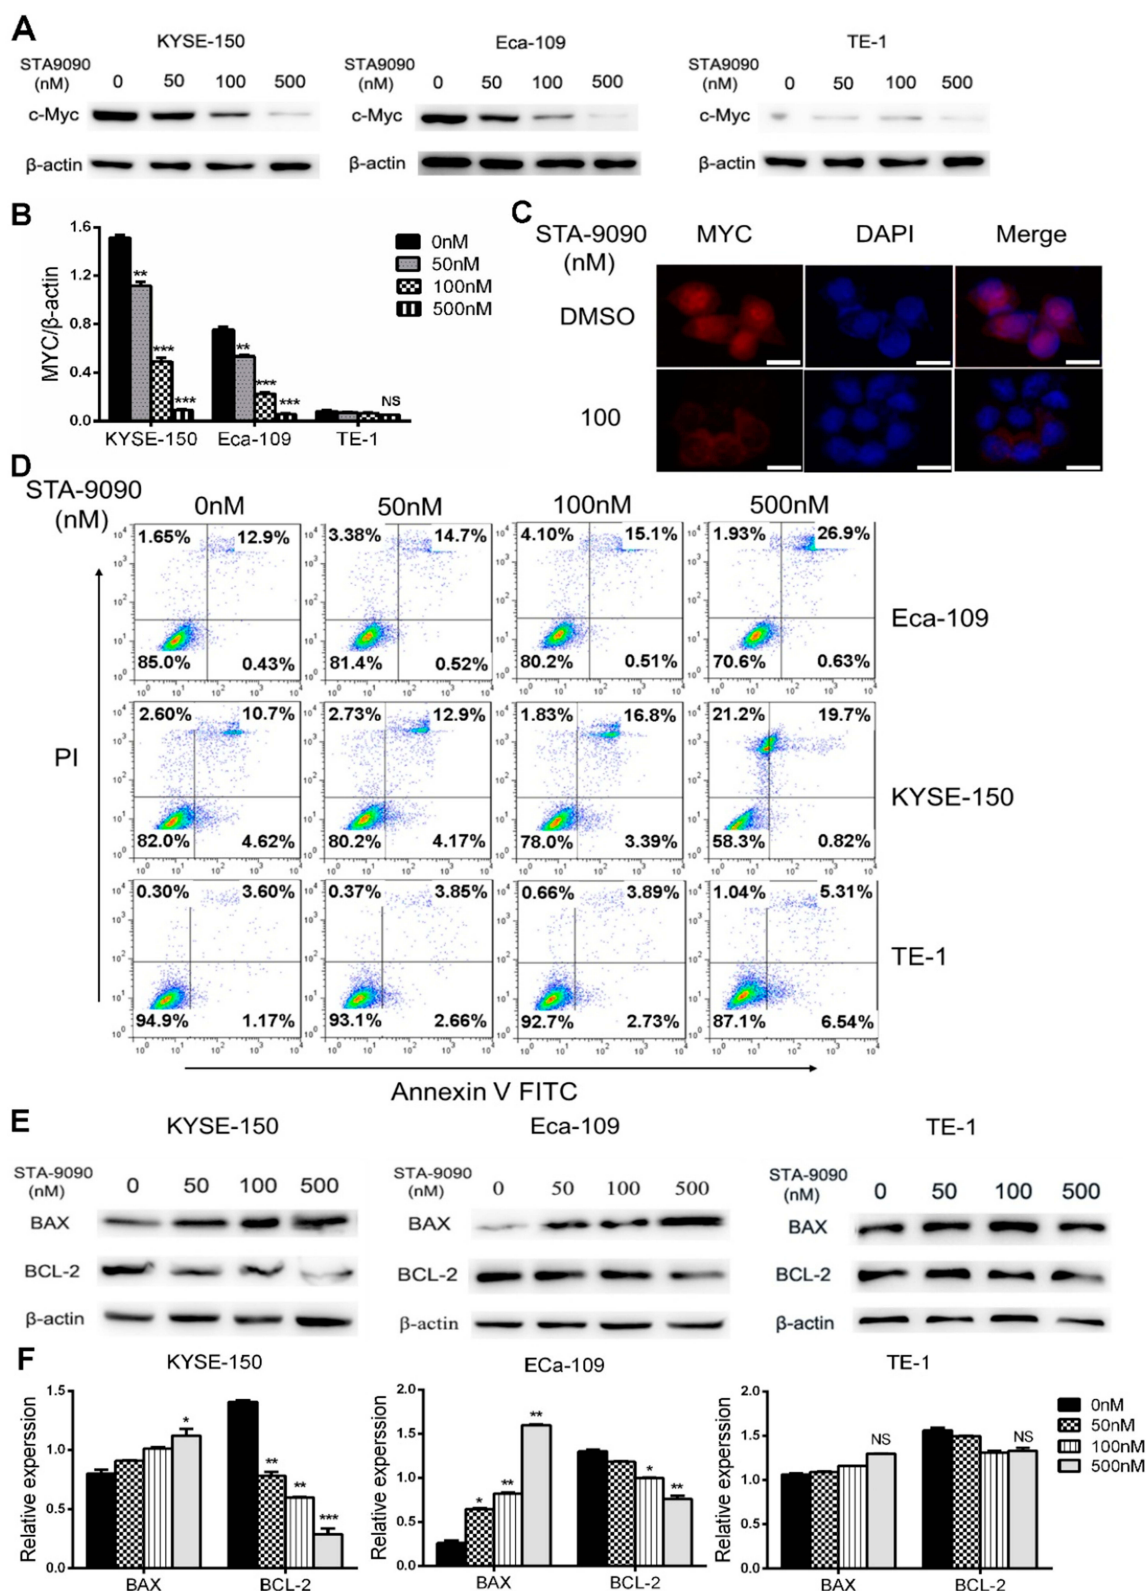 A
KYSE-150 Eca-109 TE-1
STA9090 (nM) 0 50 100 500 STA9090 (nM) 0 50 100 500 STA9090 (nM) 0 50 100 500
c-Myc c-Myc c-Myc
β-actin β-actin β-actin
B
MYC/β-actin
1.6
1.2
0.8
0.4
0.0
** *** *** ** *** *** NS
KYSE-150 Eca-109 TE-1
0nM
50nM
100nM
500nM
C
STA-9090 (nM) MYC DAPI Merge
DMSO
100
D
STA-9090 (nM) 0nM 50nM 100nM 500nM
1.65% 12.9% 3.38% 14.7% 4.10% 15.1% 1.93% 26.9%
Eca-109
85.0% 0.43% 81.4% 0.52% 80.2% 0.51% 70.6% 0.63%
2.60% 10.7% 2.73% 12.9% 1.83% 16.8% 21.2% 19.7%
PI
KYSE-150
82.0% 4.62% 80.2% 4.17% 78.0% 3.39% 58.3% 0.82%
0.30% 3.60% 0.37% 3.85% 0.66% 3.89% 1.04% 5.31%
TE-1
94.9% 1.17% 93.1% 2.66% 92.7% 2.73% 87.1% 6.54%
Annexin V FITC
E
KYSE-150 Eca-109 TE-1
STA-9090 (nM) 0 50 100 500 STA-9090 (nM) 0 50 100 500 STA-9090 (nM) 0 50 100 500
BAX BAX BAX
BCL-2 BCL-2 BCL-2
β-actin β-actin β-actin
F
KYSE-150 ECa-109 TE-1
Relative experssion
1.5
1.0
0.5
0.0
* ** ** ***
BAX BCL-2
Relative experssion
2.0
1.5
1.0
0.5
0.0
* ** ** * **
BAX BCL-2
Relative experssion
2.0
1.5
1.0
0.5
0.0
NS NS
BAX BCL-2
0nM
50nM
100nM
500nM